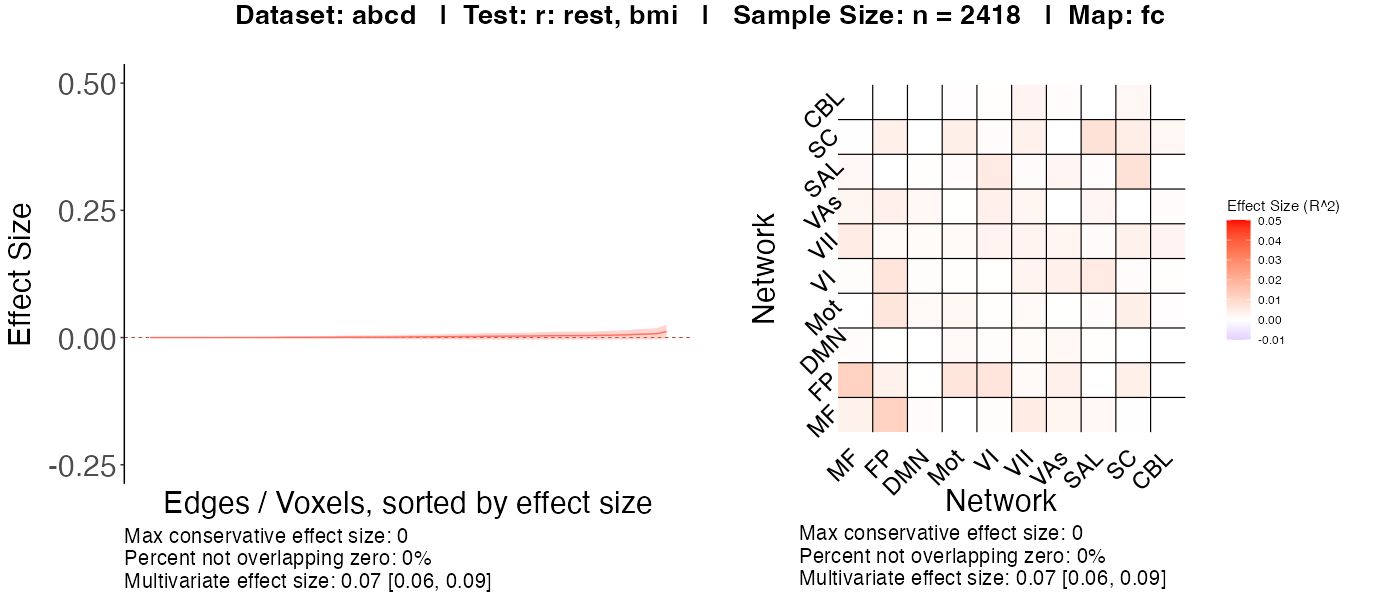 Dataset: abcd | Test: r: rest, bmi | Sample Size: n = 2418 | Map: fc
0.50
0.25
0.00
-0.25
Effect Size
Edges / Voxels, sorted by effect size
Max conservative effect size: 0
Percent not overlapping zero: 0%
Multivariate effect size: 0.07 [0.06, 0.09]
Network
CBL
SC
SAL
VAs
VII
VI
Mot
DMN
FP
MF
MF
FP
DMN
Mot
VI
VII
VAs
SAL
SC
CBL
Network
Max conservative effect size: 0
Percent not overlapping zero: 0%
Multivariate effect size: 0.07 [0.06, 0.09]
Effect Size (R^2)
0.05
0.04
0.03
0.02
0.01
0.00
-0.01